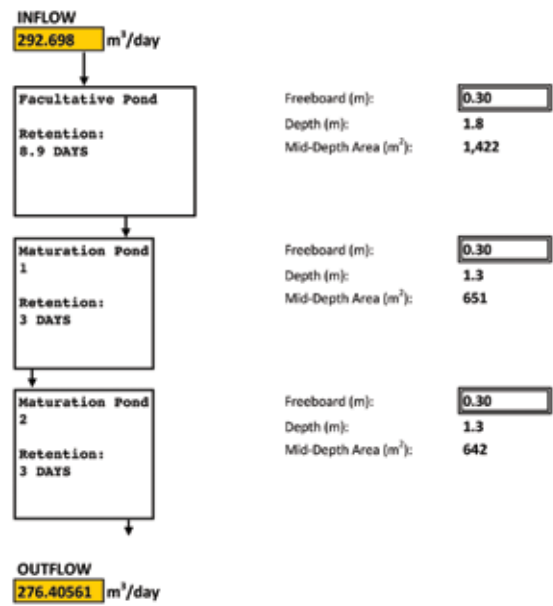 INFLOW
292.698 m³/day
Facultative Pond
Retention:
8.9 DAYS
Freeboard (m): 0.30
Depth (m): 1.8
Mid-Depth Area (m²): 1,422
Maturation Pond
1
Retention:
3 DAYS
Freeboard (m): 0.30
Depth (m): 1.3
Mid-Depth Area (m²): 651
Maturation Pond
2
Retention:
3 DAYS
Freeboard (m): 0.30
Depth (m): 1.3
Mid-Depth Area (m²): 642
OUTFLOW
276.40561 m³/day